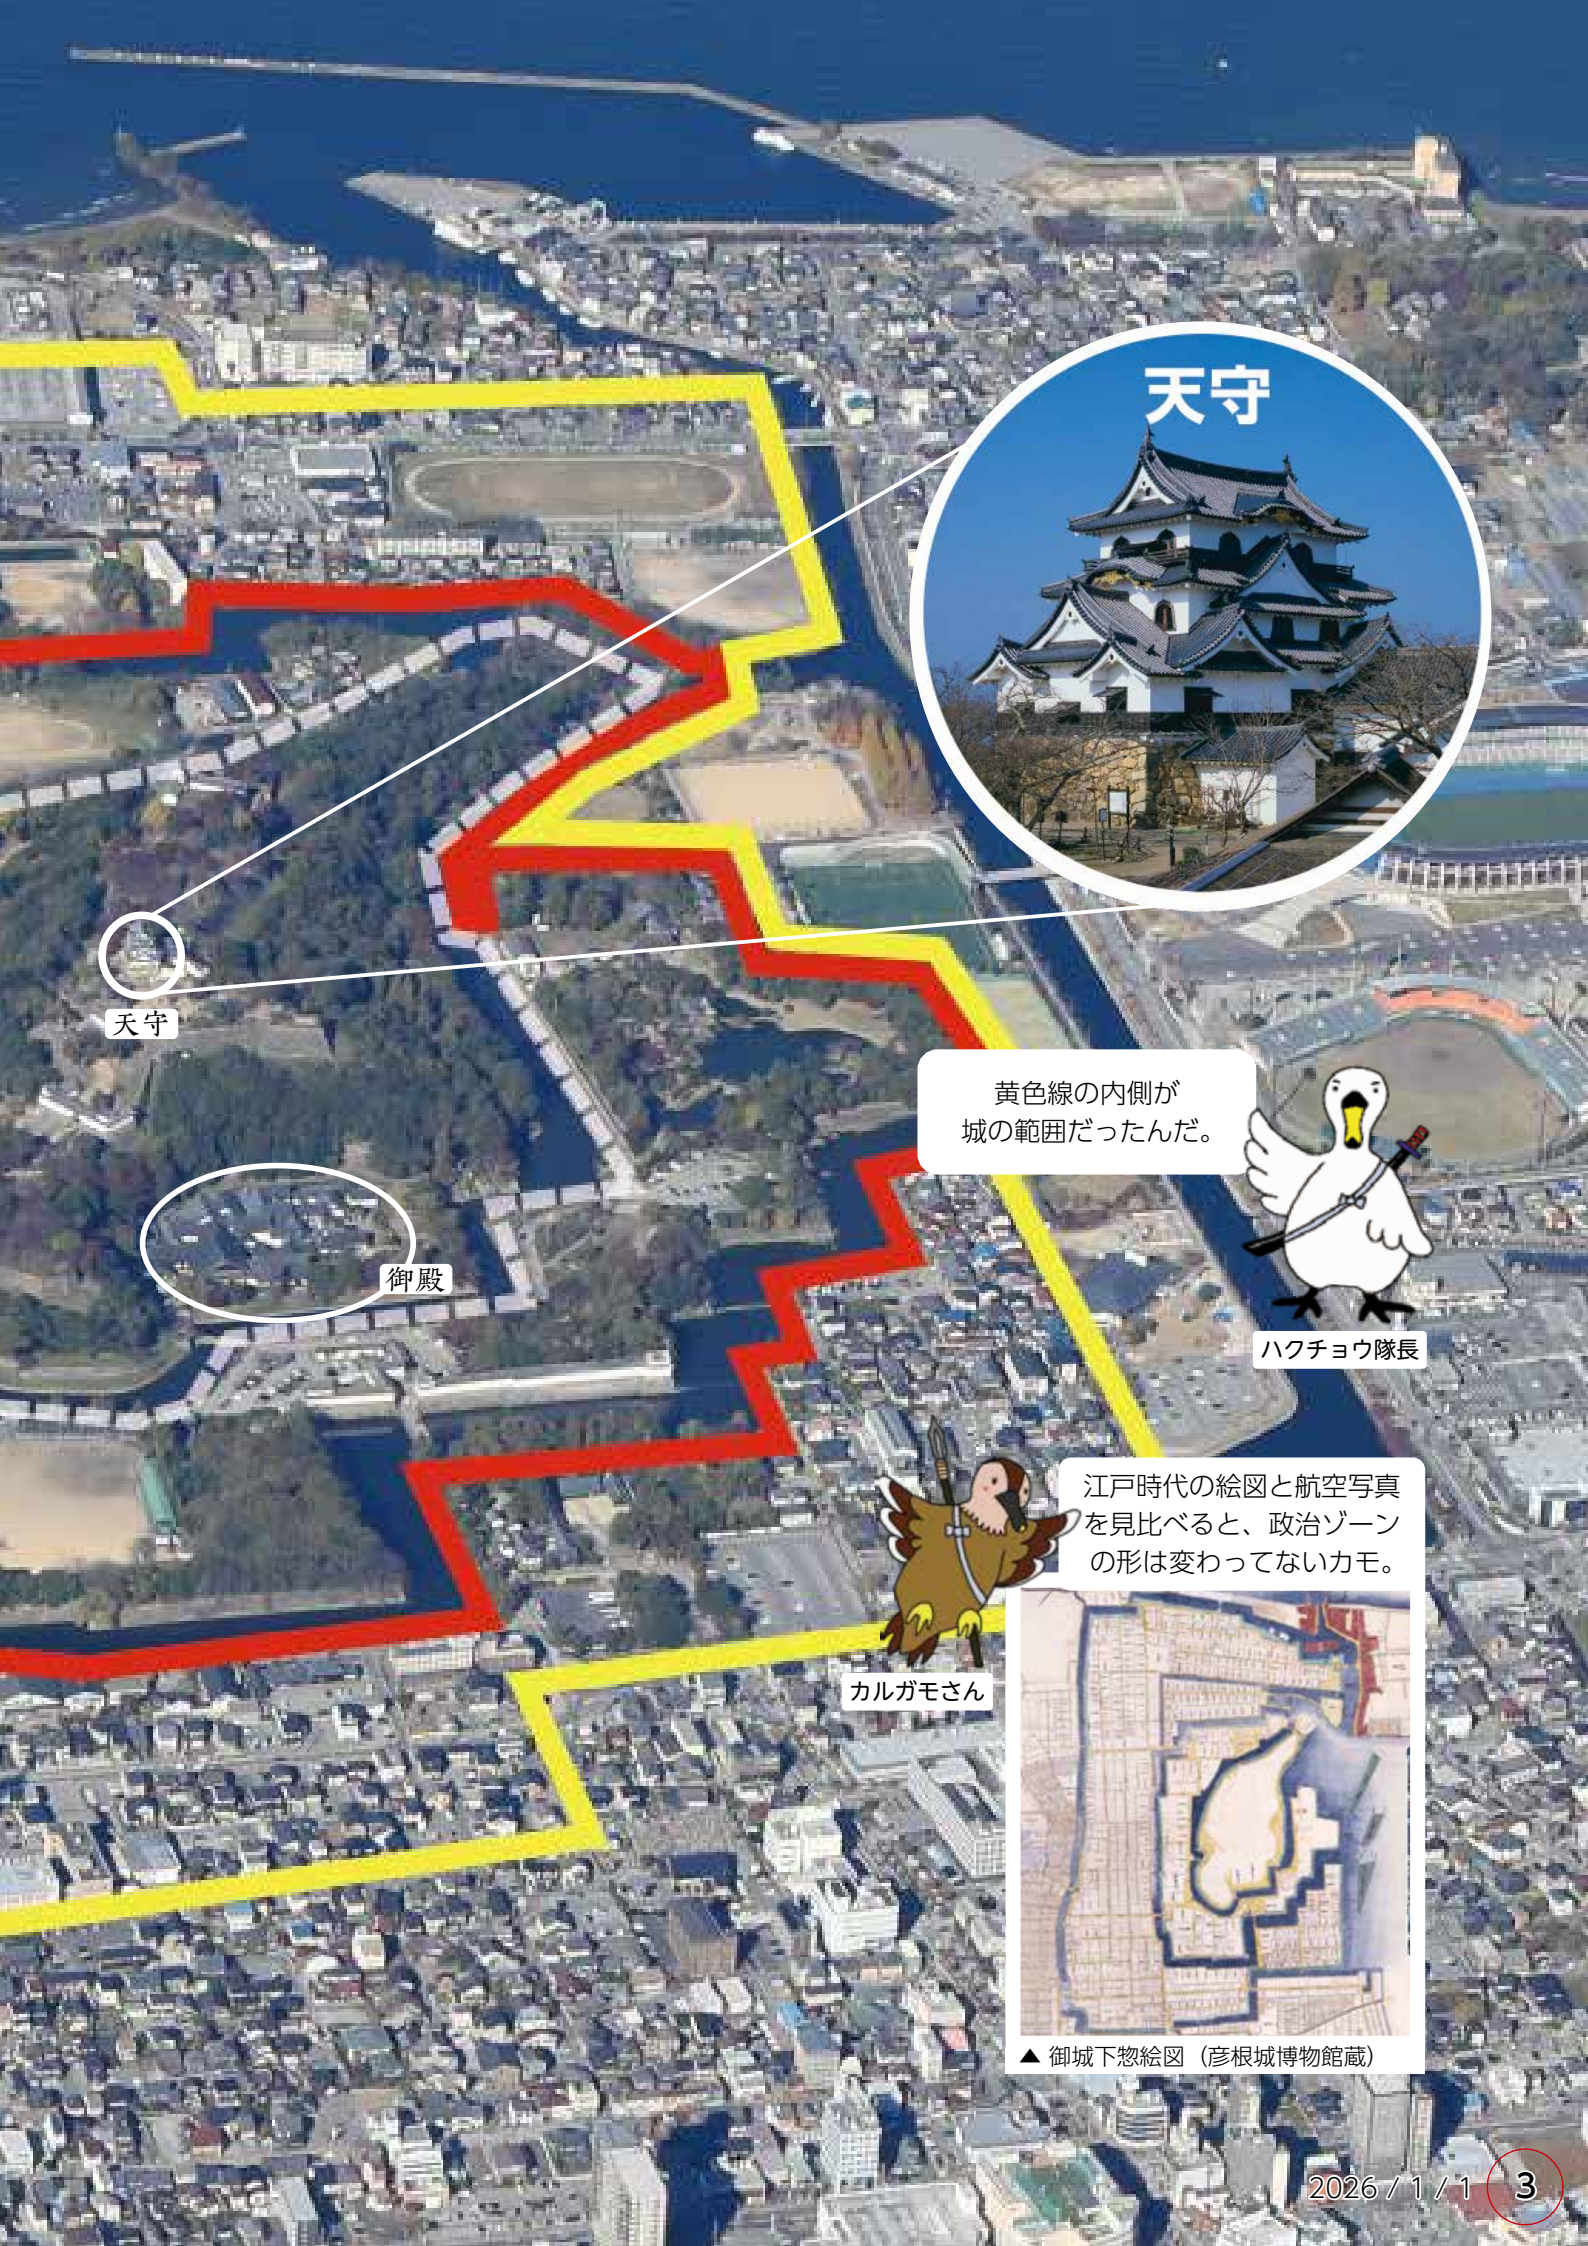 天守
天守
黄色線の内側が
城の範囲だったんだ。
ハクチョウ隊長
御殿
江戸時代の絵図と航空写真
を見比べると、政治ゾーン
の形は変わってないカモ。
カルガモさん
▲ 御城下惣絵図（彦根城博物館蔵）
2026 / 1 / 1 3